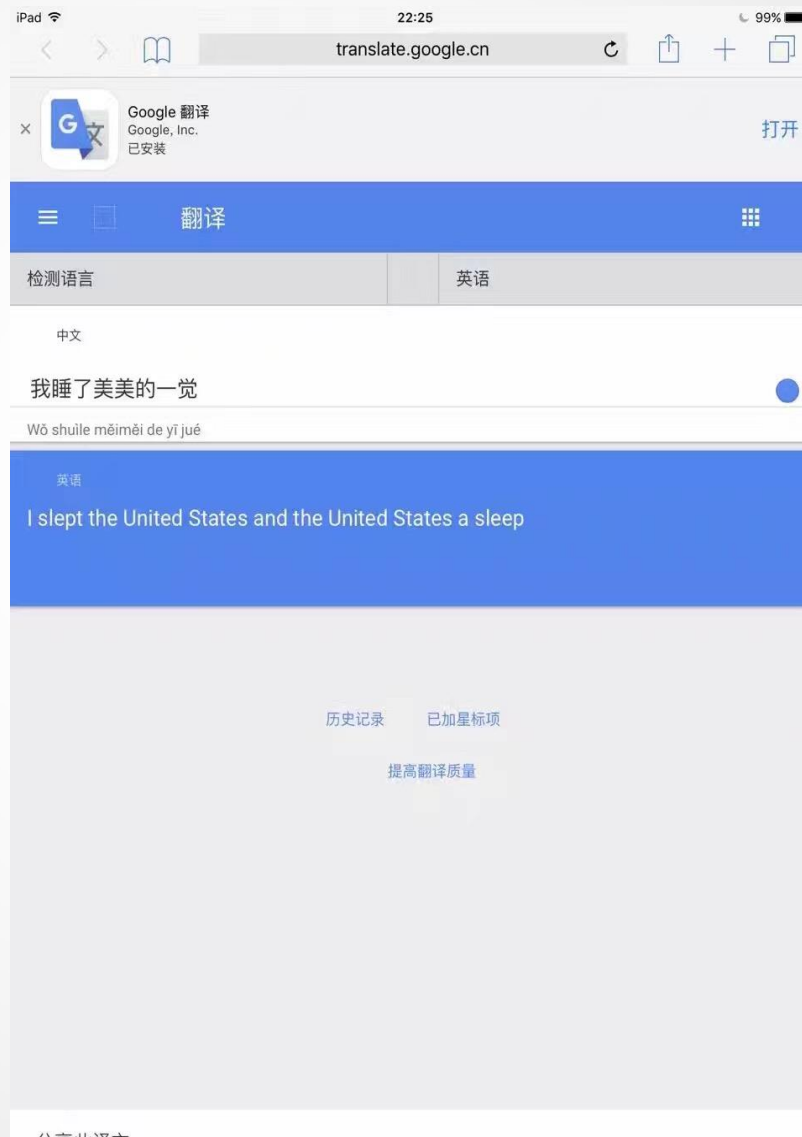 iPad 22:25 99%
translate.google.cn
Google 翻译
Google, Inc.
已安装
打开
翻译
检测语言 英语
中文
我睡了美美的一觉
Wǒ shuìle měiměi de yī jué
英语
I slept the United States and the United States a sleep
历史记录 已加星标项
提高翻译质量